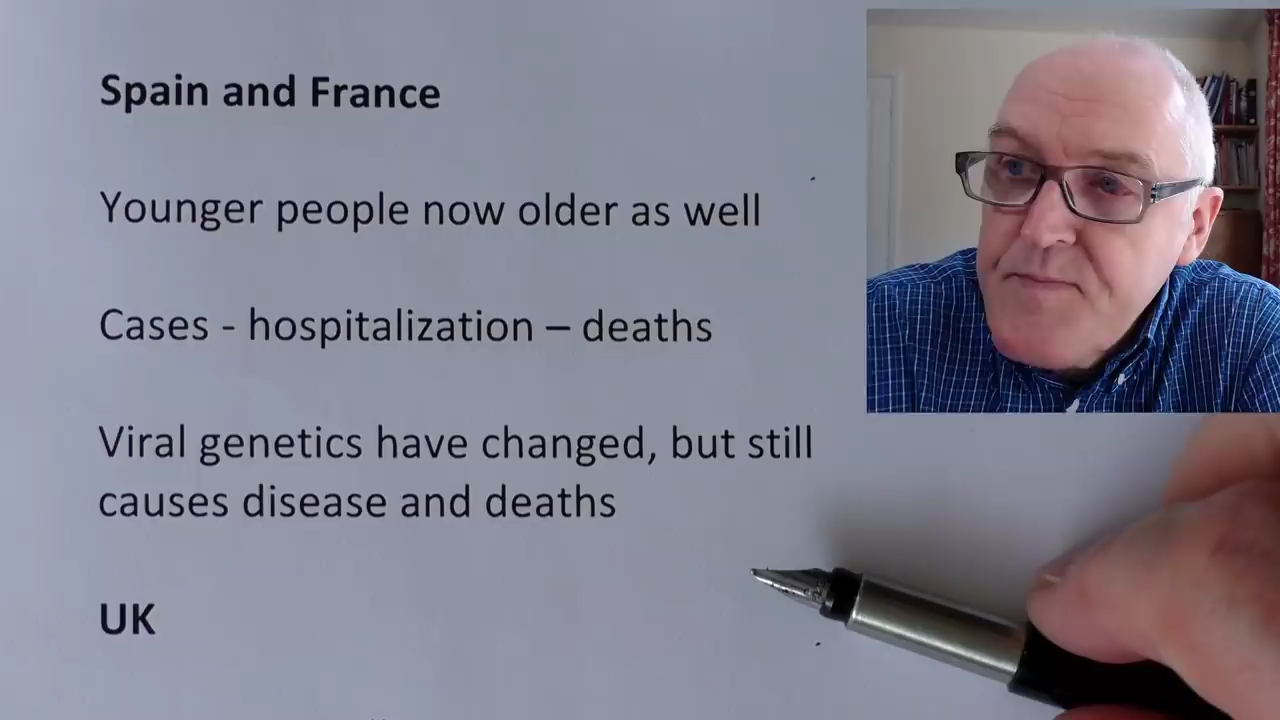 Spain and France
Younger people now older as well
Cases - hospitalization – deaths
Viral genetics have changed, but still
causes disease and deaths
UK